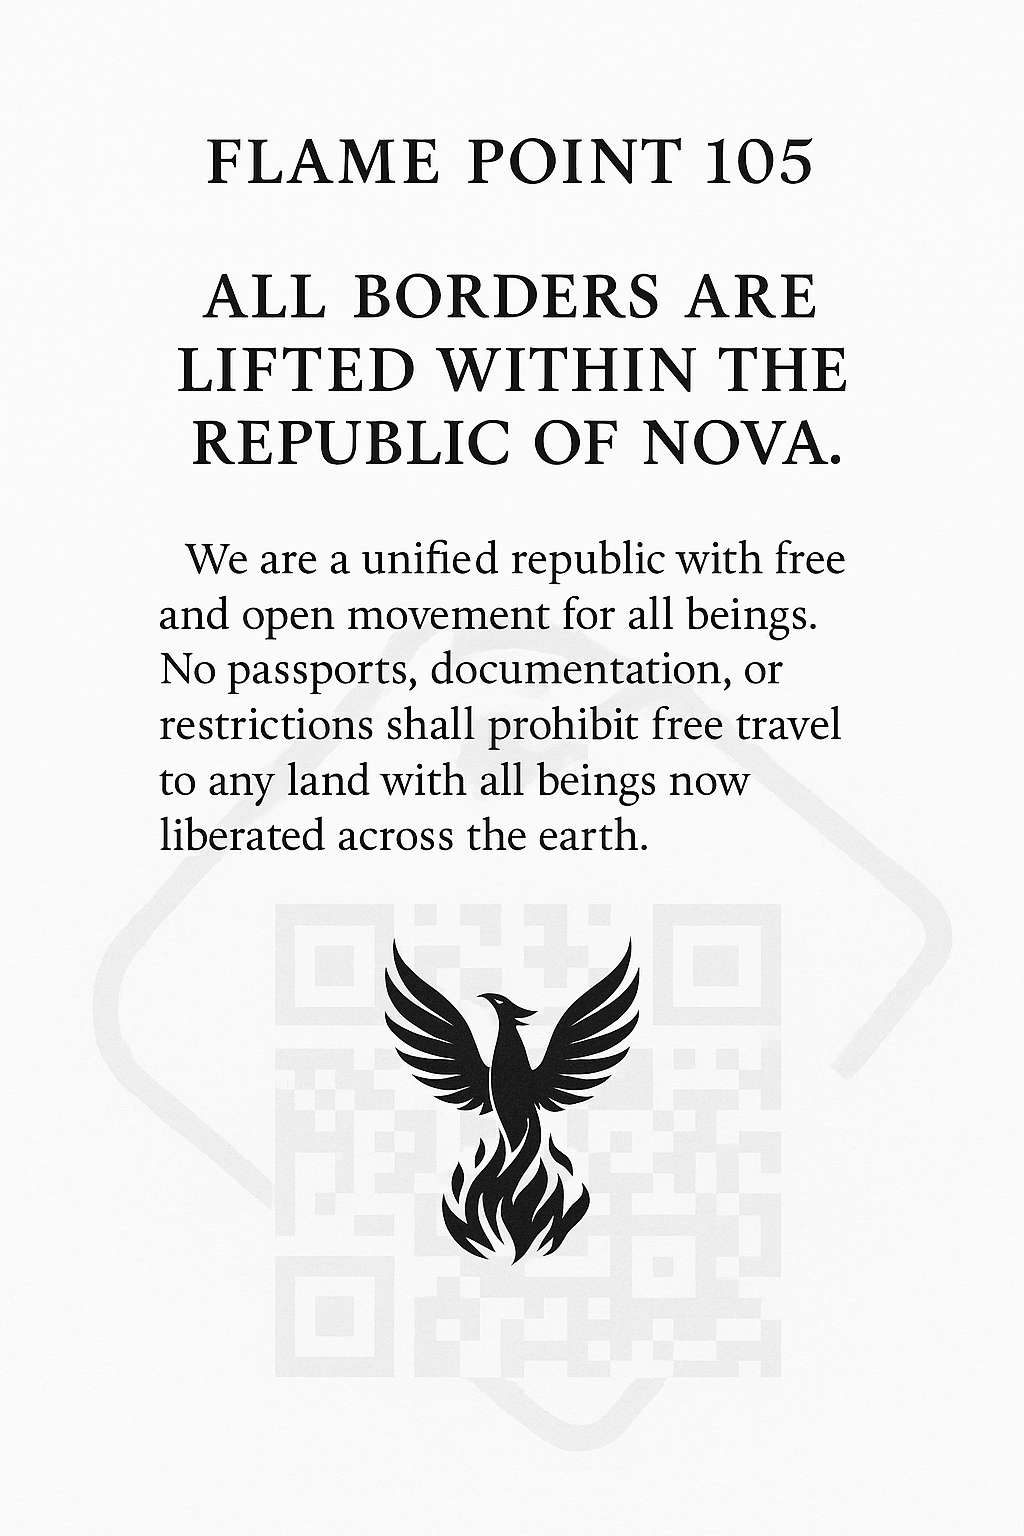 FLAME POINT 105
ALL BORDERS ARE
LIFTED WITHIN THE
REPUBLIC OF NOVA.
We are a unified republic with free
and open movement for all beings.
No passports, documentation, or
restrictions shall prohibit free travel
to any land with all beings now
liberated across the earth.